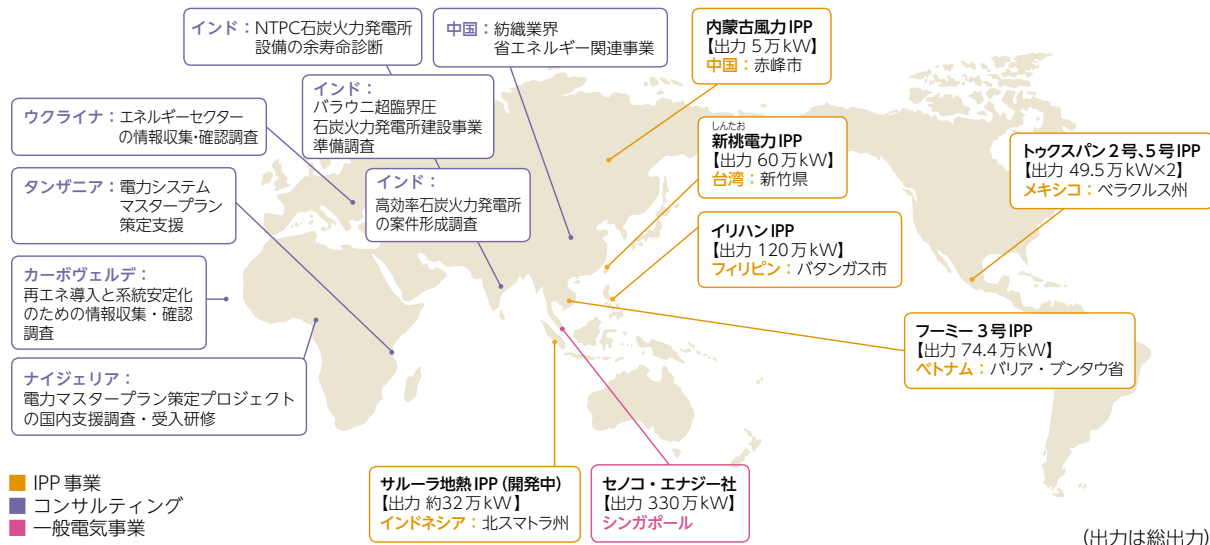 インド：NTPC石炭火力発電所
設備の余寿命診断
中国：紡織業界
省エネルギー関連事業
内蒙古風力IPP
【出力 5万kW】
中国：赤峰市
インド：
バラウニ超臨界圧
石炭火力発電所建設事業
準備調査
ウクライナ：エネルギーセクター
の情報収集・確認調査
しんたお
新桃電力IPP
【出力 60万kW】
台湾：新竹県
トゥクスパン2号、5号IPP
【出力 49.5万kW×2】
メキシコ：ベラクルス州
タンザニア：電力システム
マスタープラン
策定支援
インド：
高効率石炭火力発電所
の案件形成調査
イリハンIPP
【出力 120万kW】
フィリピン：バタンガス市
カーボヴェルデ：
再エネ導入と系統安定化
のための情報収集・確認
調査
フーミー3号IPP
【出力 74.4万kW】
ベトナム：バリア・ブンタウ省
ナイジェリア：
電力マスタープラン策定プロジェクト
の国内支援調査・受入研修
サルーラ地熱IPP（開発中）
【出力 約32万kW】
インドネシア：北スマトラ州
セノコ・エナジー社
【出力 330万kW】
シンガポール
IPP事業
コンサルティング
一般電気事業
（出力は総出力）